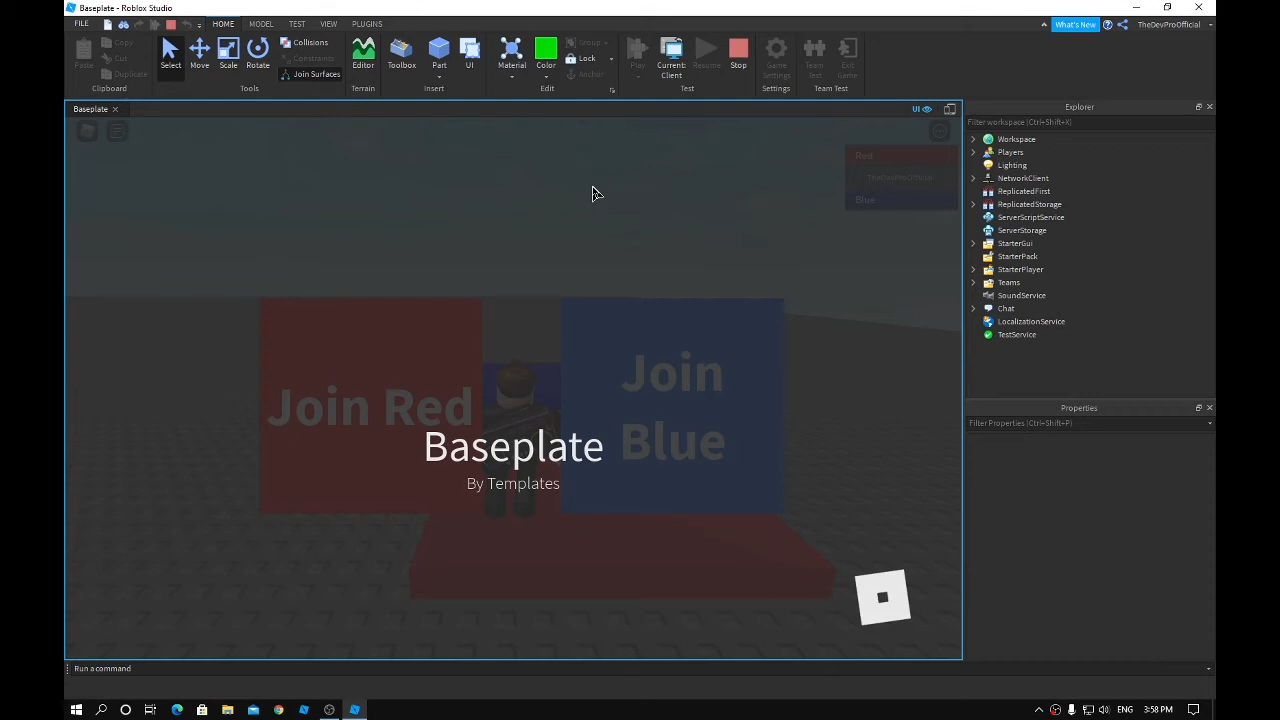 Baseplate - Roblox Studio
FILE HOME MODEL TEST VIEW PLUGINS What's New TheDevProOfficial
Paste Copy Cut Duplicate
Select Move Scale Rotate
Collisions
Constraints
Join Surfaces
Editor Toolbox Part UI Material Color
Group
Lock
Anchor
Play Current: Client Resume Stop Game Settings Team Test Exit Game
Clipboard Tools Terrain Insert Edit Test Settings Team Test
Baseplate UI
Red
TheDevProOfficial
Blue
Join Red
Join
Blue
Baseplate
By Templates
Explorer
Filter workspace (Ctrl+Shift+X)
Workspace
Players
Lighting
NetworkClient
ReplicatedFirst
ReplicatedStorage
ServerScriptService
ServerStorage
StarterGui
StarterPack
StarterPlayer
Teams
SoundService
Chat
LocalizationService
TestService
Properties
Filter Properties (Ctrl+Shift+P)
Run a command
ENG 3:58 PM